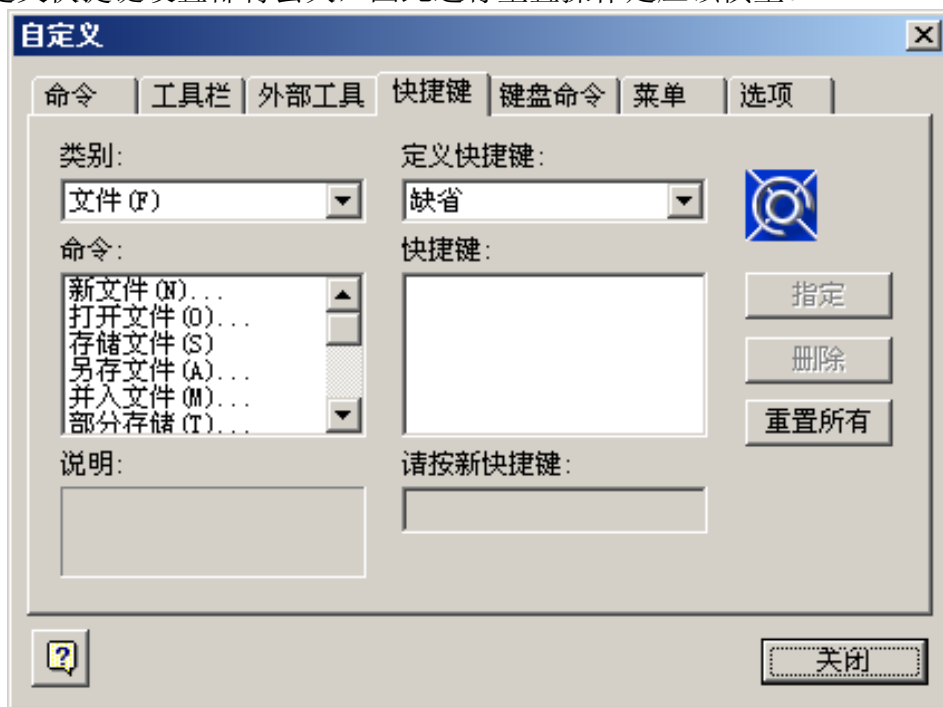 自定义
命令 工具栏 外部工具 快捷键 键盘命令 菜单 选项
类别: 定义快捷键:
文件(F) 缺省
命令: 快捷键:
新文件(N)...
打开文件(O)...
存储文件(S)
另存文件(A)...
并入文件(M)...
部分存储(T)...
指定
删除
重置所有
说明: 请按新快捷键:
关闭